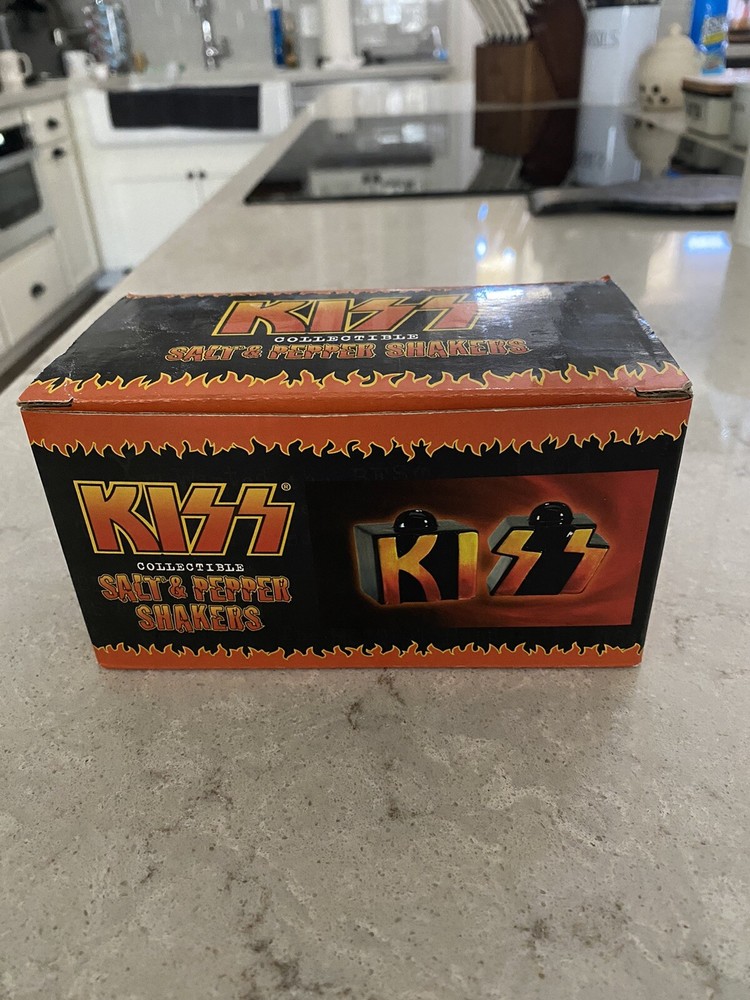 KISS
COLLECTIBLE
SALT & PEPPER SHAKERS
KISS®
COLLECTIBLE
SALT & PEPPER
SHAKERS
KI SS